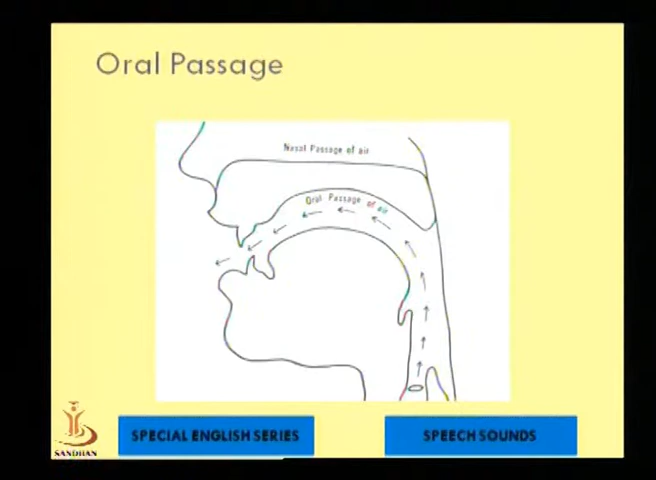 Oral Passage
Nasal Passage of air
Oral Passage of air
SPECIAL ENGLISH SERIES
SPEECH SOUNDS
SANDHAN